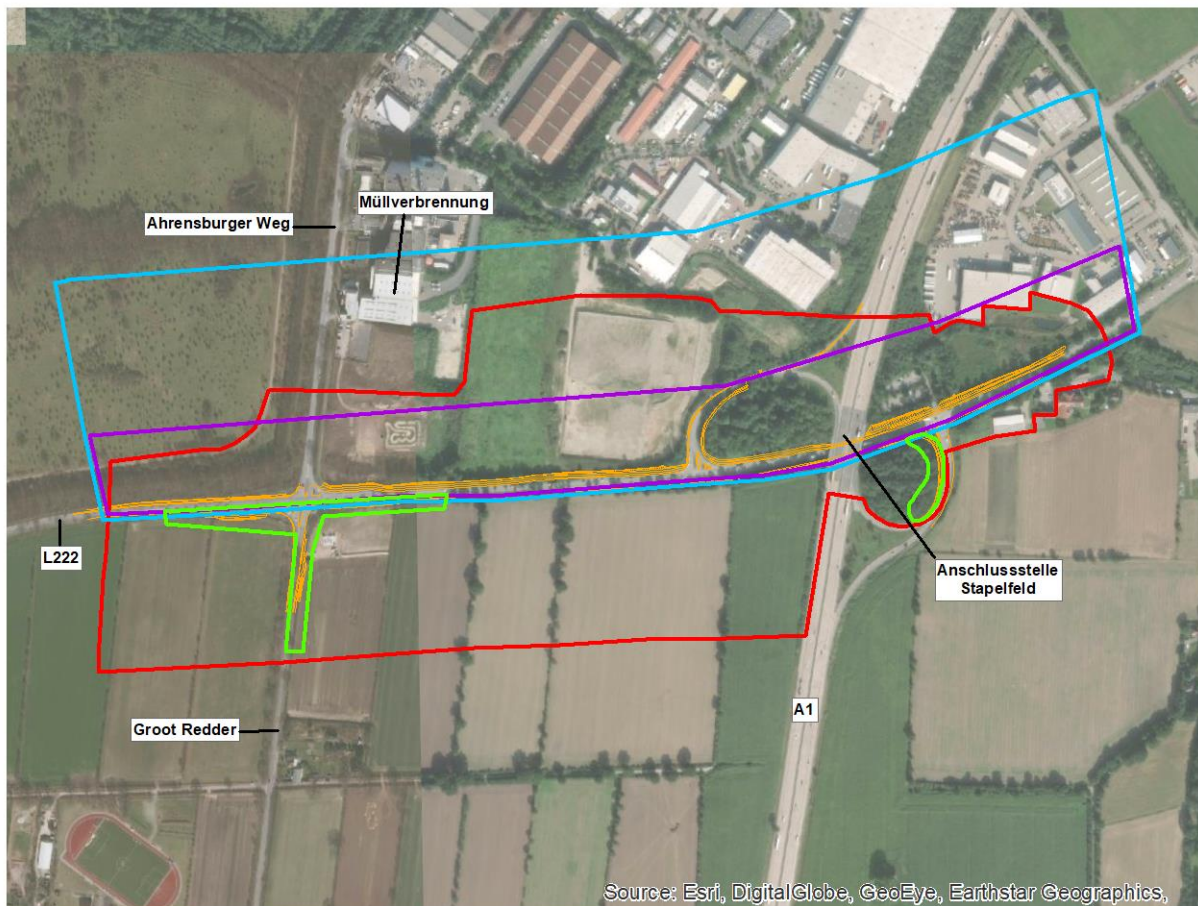 Müllverbrennung
Ahrensburger Weg
L222
Anschlussstelle
Stapelfeld
A1
Groot Redder
Source: Esri, DigitalGlobe, GeoEye, Earthstar Geographics,